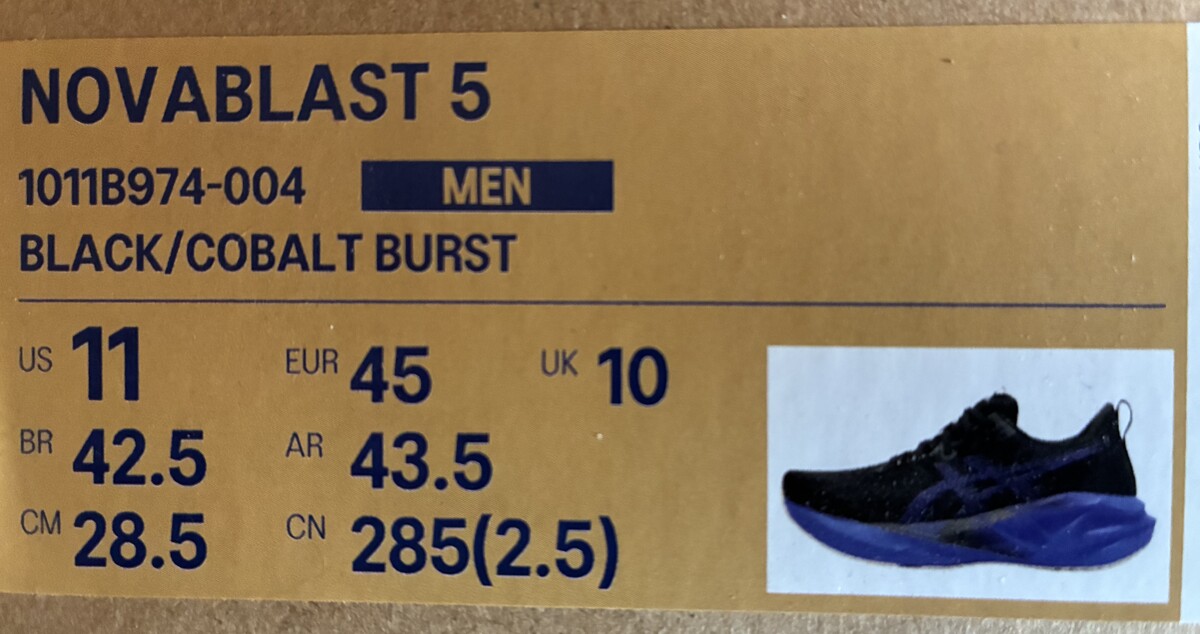 NOVABLAST 5
1011B974-004 MEN
BLACK/COBALT BURST
US 11 EUR 45 UK 10
BR 42.5 AR 43.5
CM 28.5 CN 285(2.5)